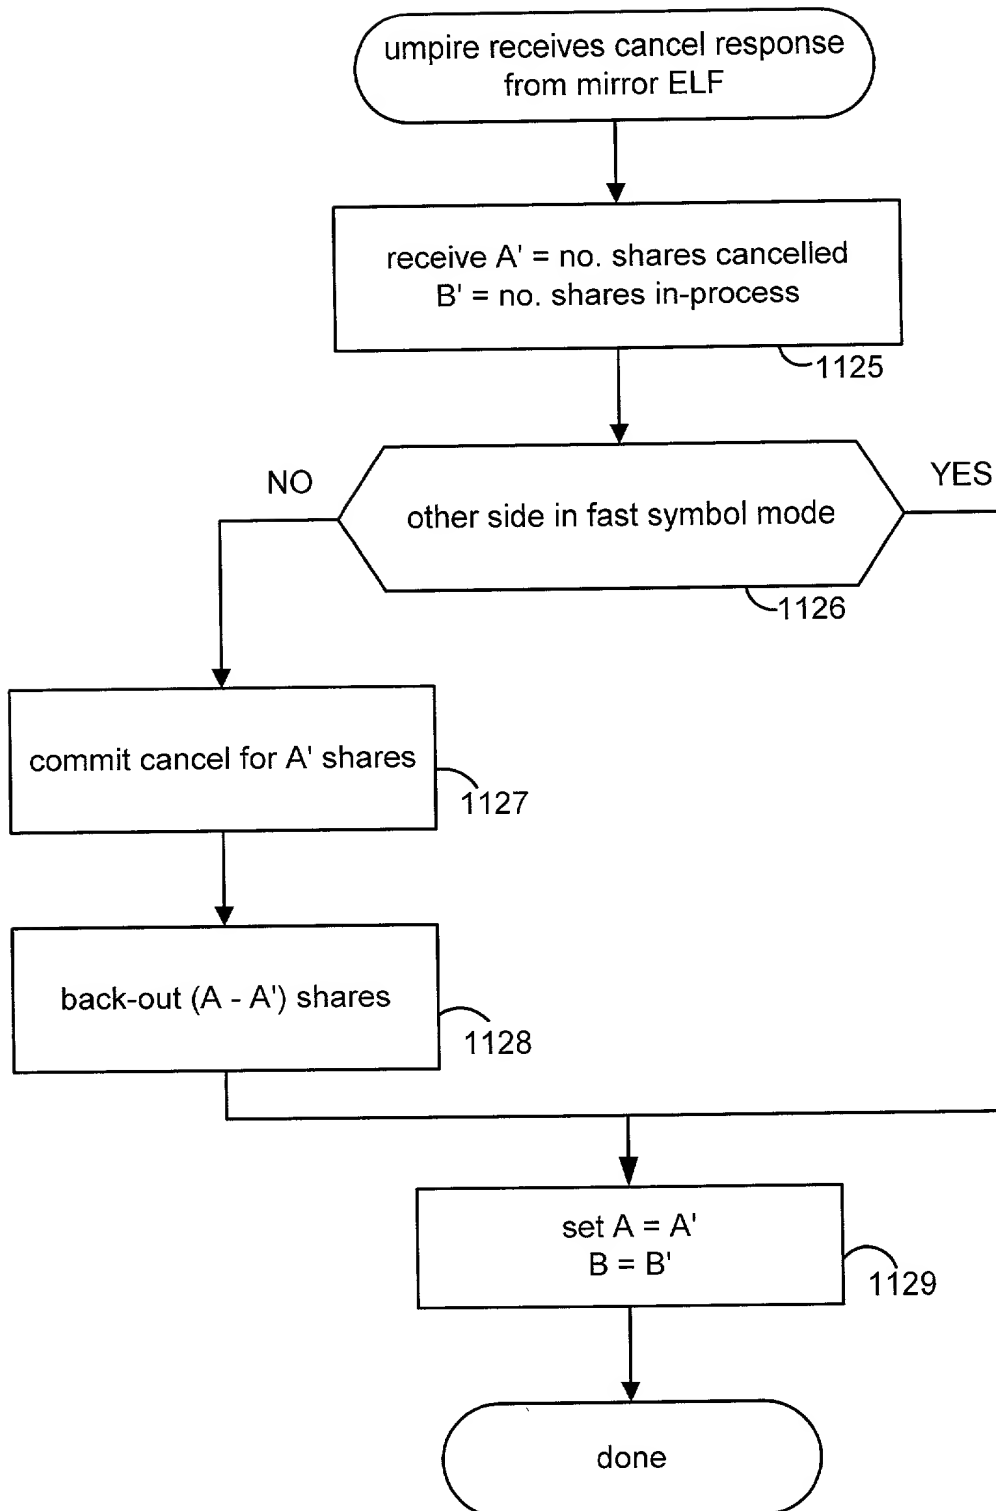 umpire receives cancel response
from mirror ELF
receive A' = no. shares cancelled
B' = no. shares in-process
1125
NO
YES
other side in fast symbol mode
1126
commit cancel for A' shares
1127
back-out (A - A') shares
1128
set A = A'
B = B'
1129
done